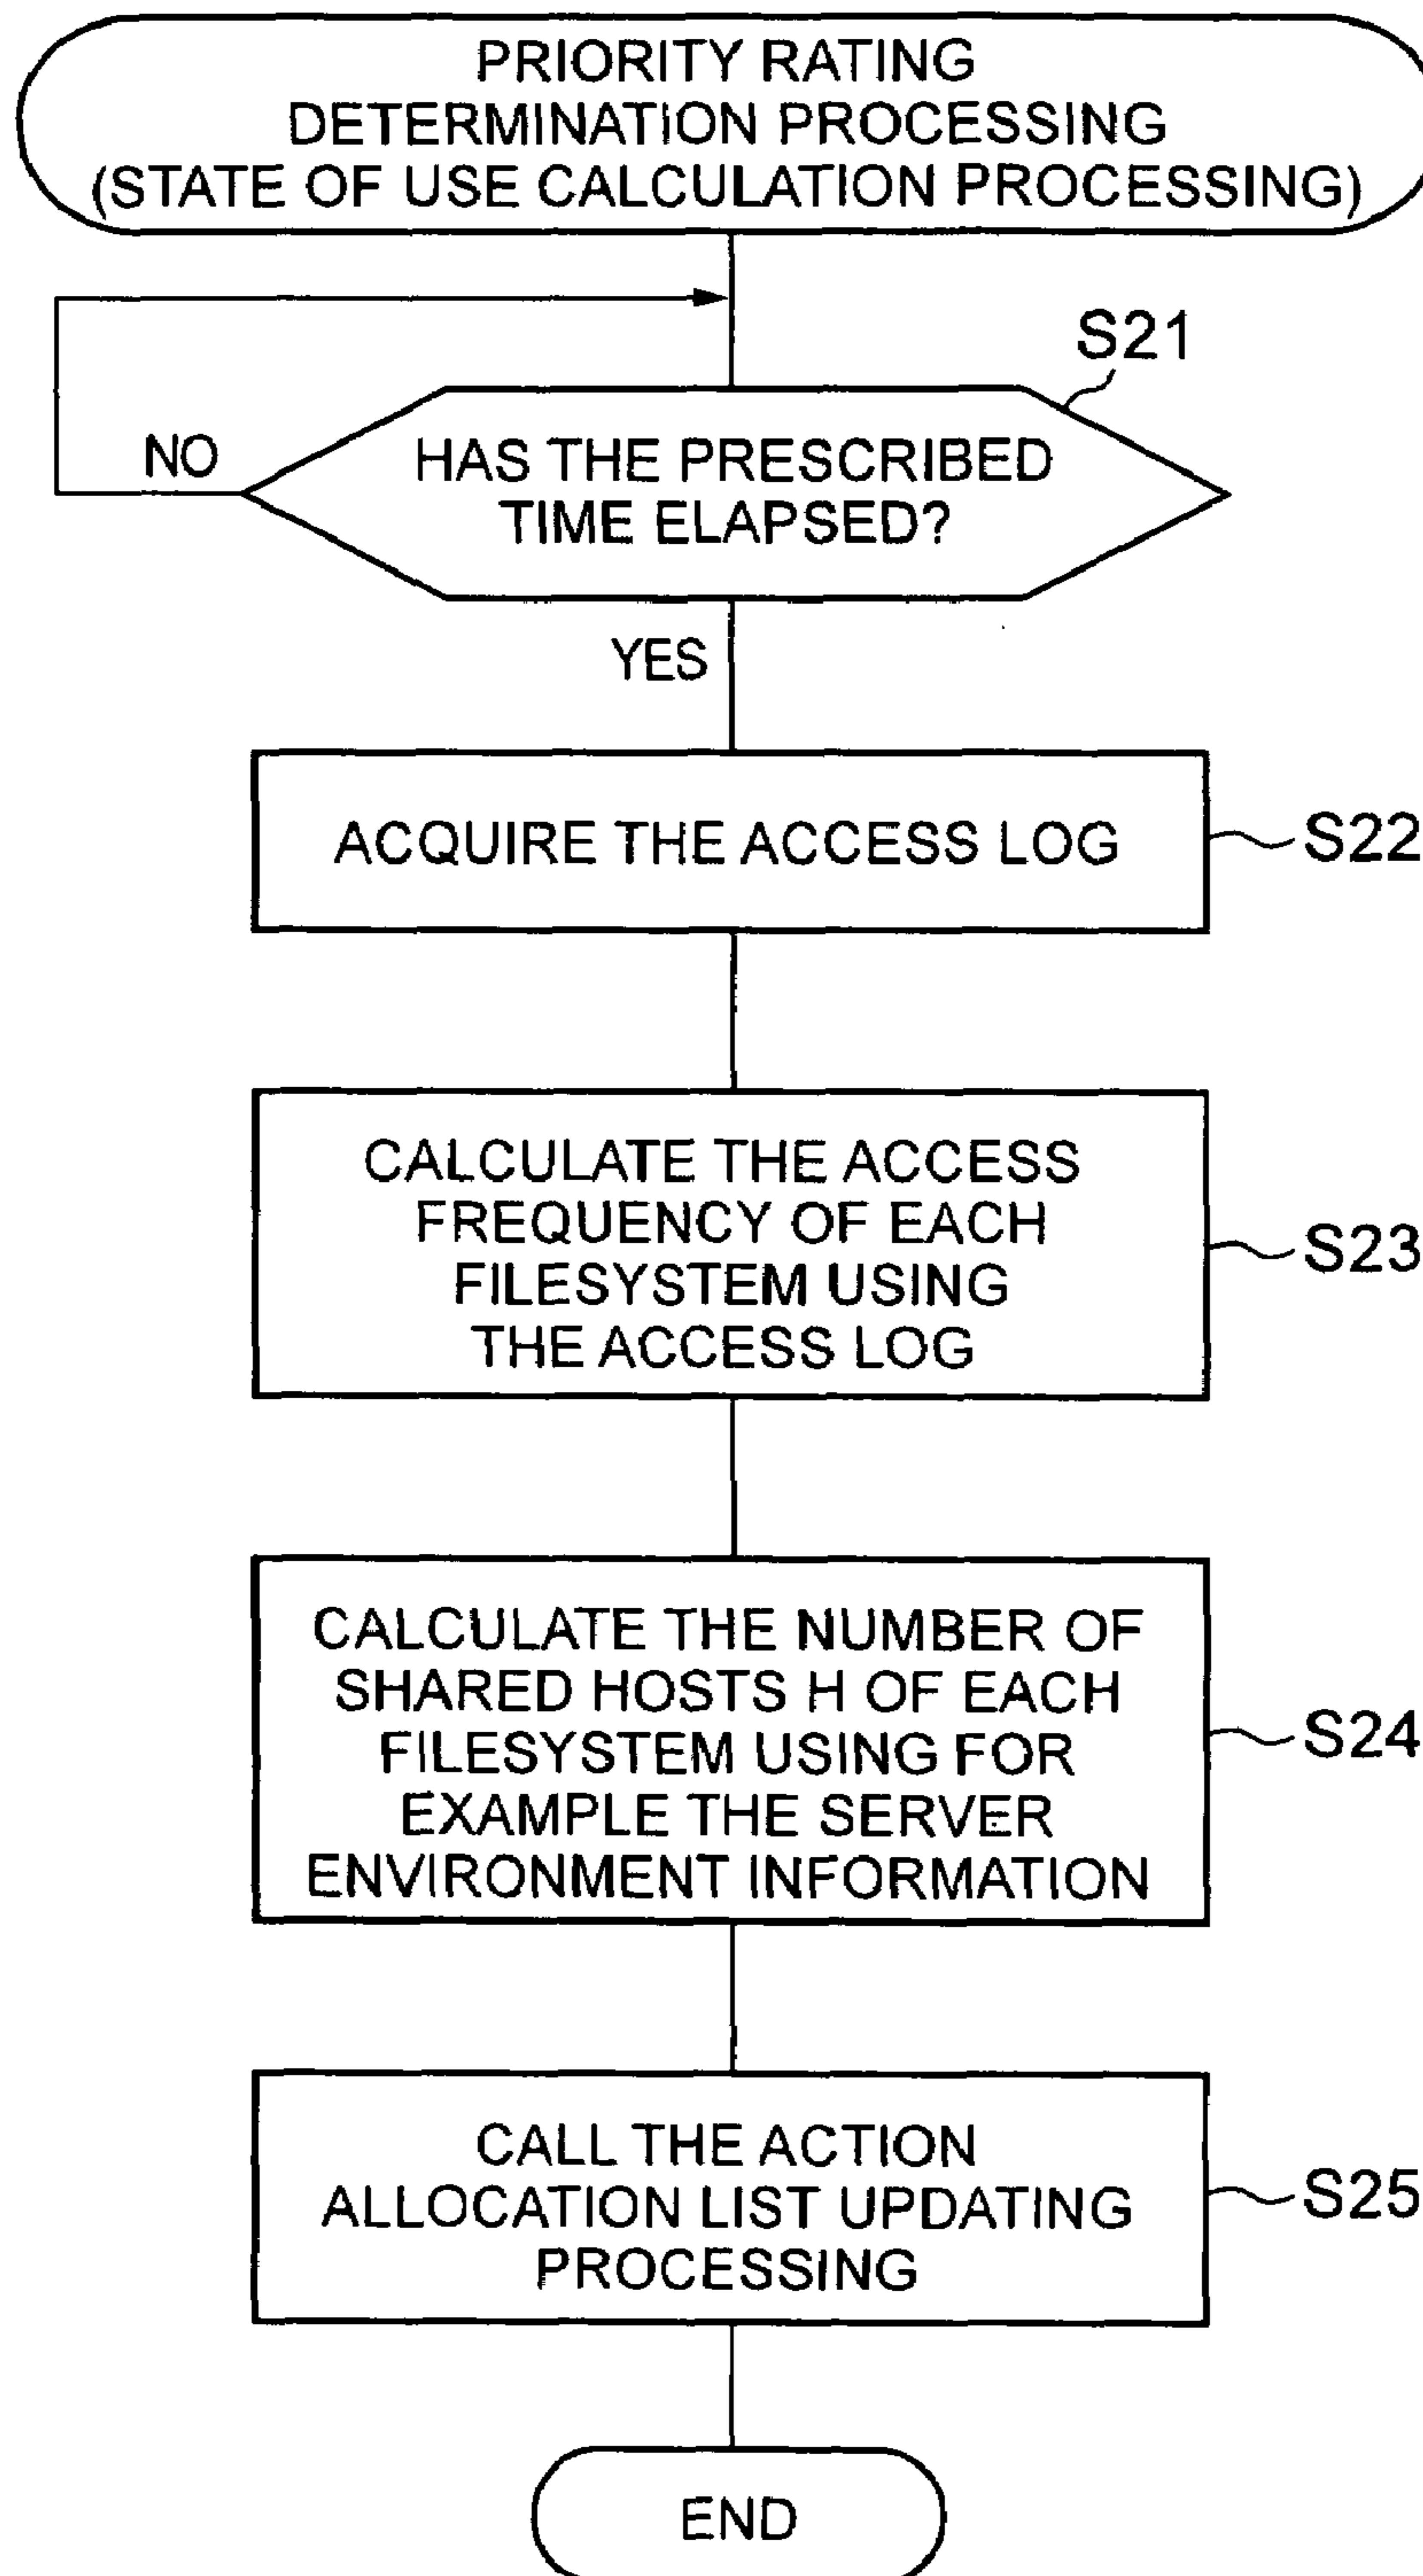 PRIORITY RATING
DETERMINATION PROCESSING
(STATE OF USE CALCULATION PROCESSING)
S21
HAS THE PRESCRIBED
TIME ELAPSED?
NO
YES
ACQUIRE THE ACCESS LOG
S22
CALCULATE THE ACCESS
FREQUENCY OF EACH
FILESYSTEM USING
THE ACCESS LOG
S23
CALCULATE THE NUMBER OF
SHARED HOSTS H OF EACH
FILESYSTEM USING FOR
EXAMPLE THE SERVER
ENVIRONMENT INFORMATION
S24
CALL THE ACTION
ALLOCATION LIST UPDATING
PROCESSING
S25
END